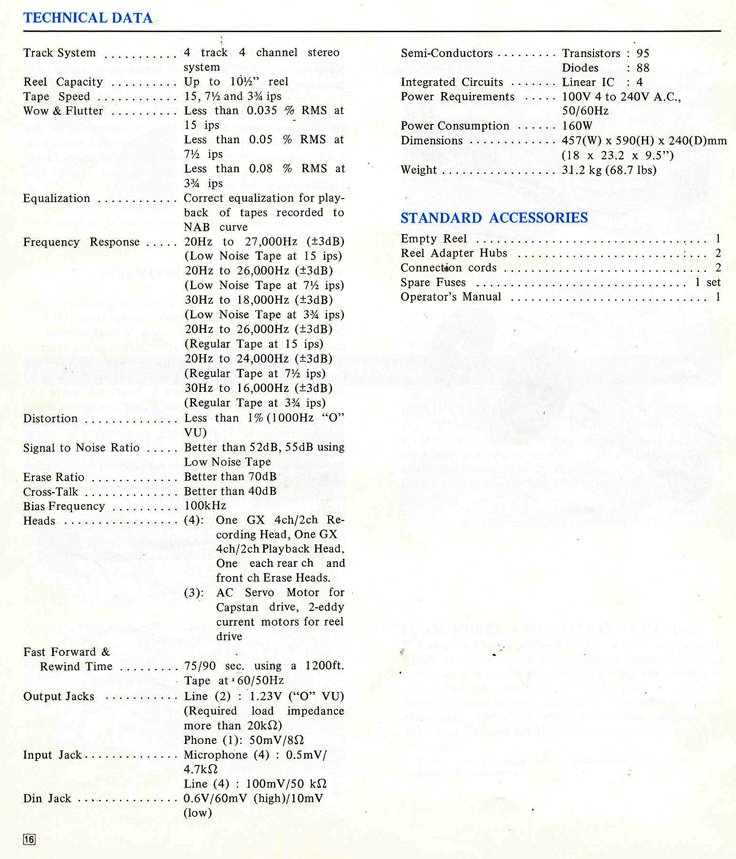 TECHNICAL DATA
Track System ........... 4 track 4 channel stereo
system
Reel Capacity .......... Up to 10½" reel
Tape Speed ............ 15, 7½ and 3¾ ips
Wow & Flutter .......... Less than 0.035 % RMS at
15 ips
Less than 0.05 % RMS at
7½ ips
Less than 0.08 % RMS at
3¾ ips
Equalization ............ Correct equalization for play-
back of tapes recorded to
NAB curve
Frequency Response ..... 20Hz to 27,000Hz (±3dB)
(Low Noise Tape at 15 ips)
20Hz to 26,000Hz (±3dB)
(Low Noise Tape at 7½ ips)
30Hz to 18,000Hz (±3dB)
(Low Noise Tape at 3¾ ips)
20Hz to 26,000Hz (±3dB)
(Regular Tape at 15 ips)
20Hz to 24,000Hz (±3dB)
(Regular Tape at 7½ ips)
30Hz to 16,000Hz (±3dB)
(Regular Tape at 3¾ ips)
Distortion .............. Less than 1% (1000Hz "O"
VU)
Signal to Noise Ratio ..... Better than 52dB, 55dB using
Low Noise Tape
Erase Ratio ............. Better than 70dB
Cross-Talk .............. Better than 40dB
Bias Frequency .......... 100kHz
Heads ................. (4): One GX 4ch/2ch Re-
cording Head, One GX
4ch/2ch Playback Head.
One each rear ch and
front ch Erase Heads.
(3): AC Servo Motor for
Capstan drive, 2-eddy
current motors for reel
drive
Fast Forward &
Rewind Time ......... 75/90 sec. using a 1200ft.
Tape at 60/50Hz
Output Jacks ........... Line (2) : 1.23V ("O" VU)
(Required load impedance
more than 20kΩ)
Phone (1): 50mV/8Ω
Input Jack .............. Microphone (4) : 0.5mV/
4.7kΩ
Line (4) : 100mV/50 kΩ
Din Jack ............... 0.6V/60mV (high)/10mV
(low)
16
Semi-Conductors ......... Transistors : 95
Diodes : 88
Integrated Circuits ....... Linear IC : 4
Power Requirements ...... 100V 4 to 240V A.C.,
50/60Hz
Power Consumption ...... 160W
Dimensions ............. 457(W) x 590(H) x 240(D)mm
(18 x 23.2 x 9.5")
Weight ................. 31.2 kg (68.7 lbs)
STANDARD ACCESSORIES
Empty Reel .................................. 1
Reel Adapter Hubs ............................ 2
Connection cords .............................. 2
Spare Fuses ............................... 1 set
Operator's Manual ............................. 1